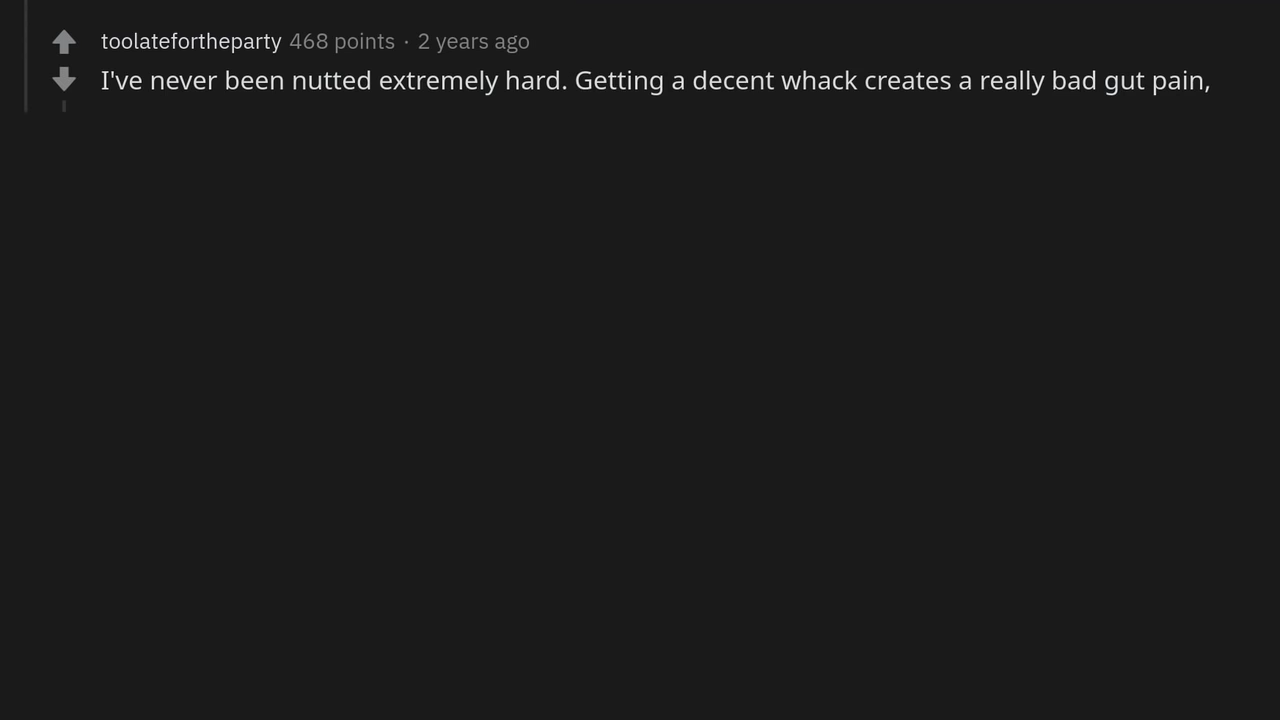 toolatefortheparty 468 points · 2 years ago
I've never been nutted extremely hard. Getting a decent whack creates a really bad gut pain,